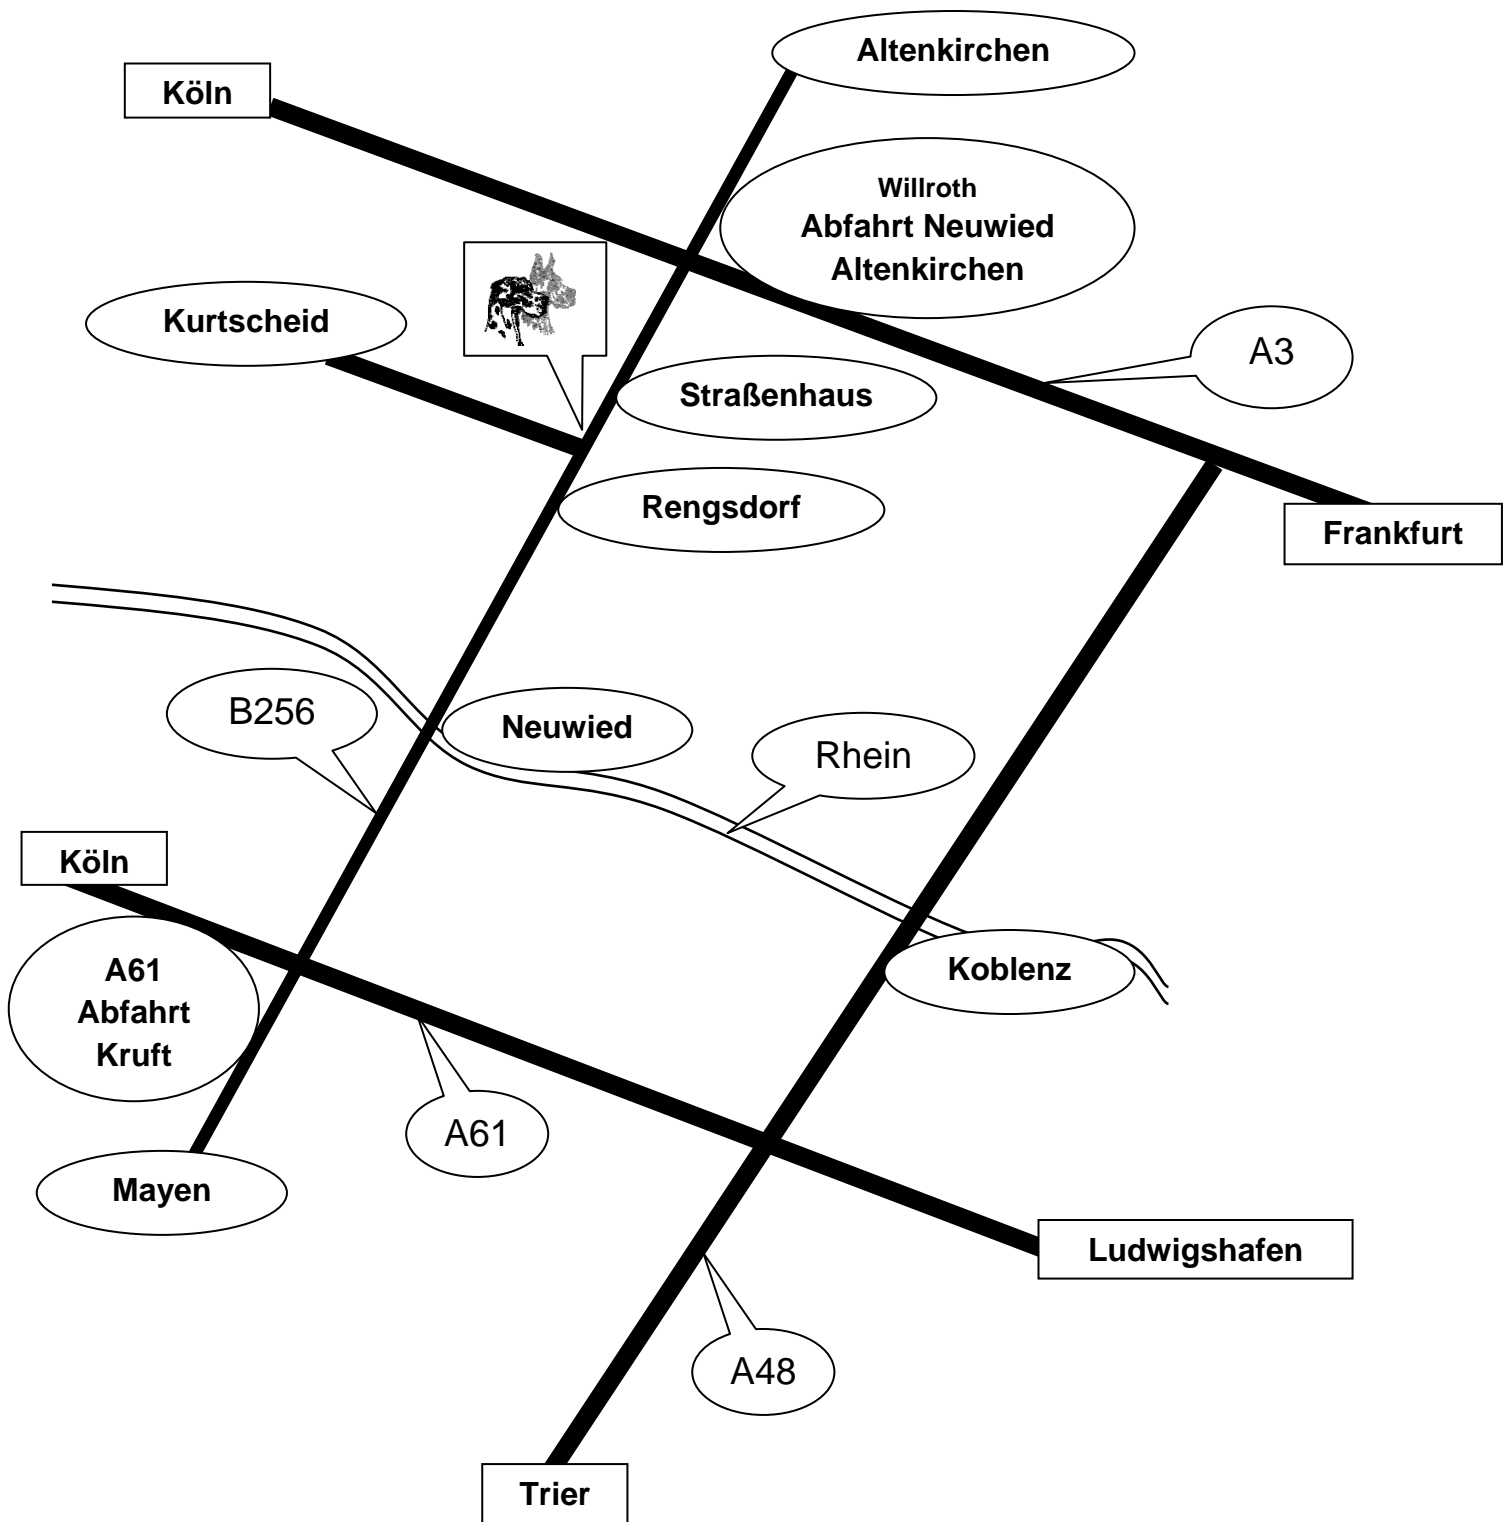 Altenkirchen
Köln
Willroth
Abfahrt Neuwied
Altenkirchen
Kurtscheid
A3
Straßenhaus
Rengsdorf
Frankfurt
B256
Neuwied
Rhein
Köln
A61
Abfahrt
Kruft
Koblenz
A61
Mayen
Ludwigshafen
A48
Trier